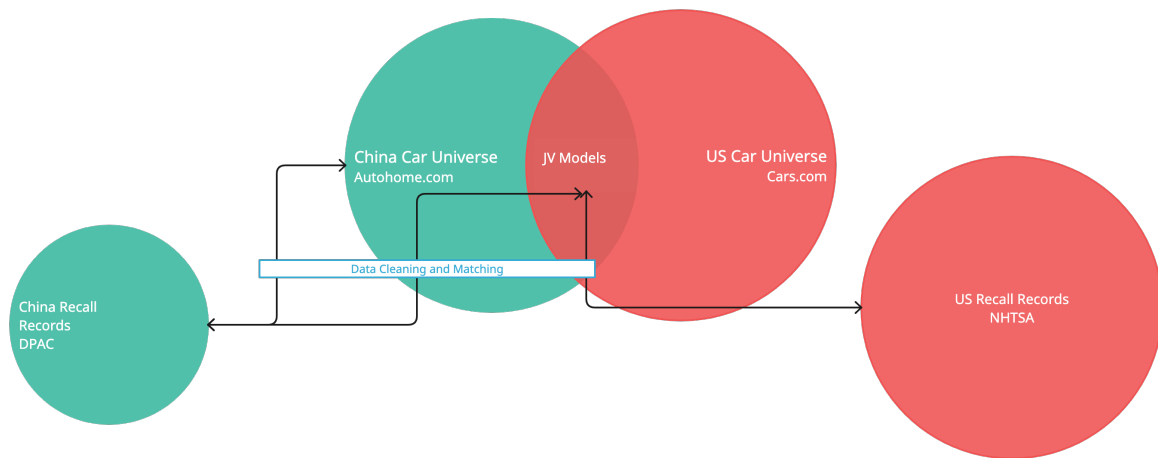 China Car Universe
Autohome.com
JV Models
US Car Universe
Cars.com
Data Cleaning and Matching
China Recall
Records
DPAC
US Recall Records
NHTSA